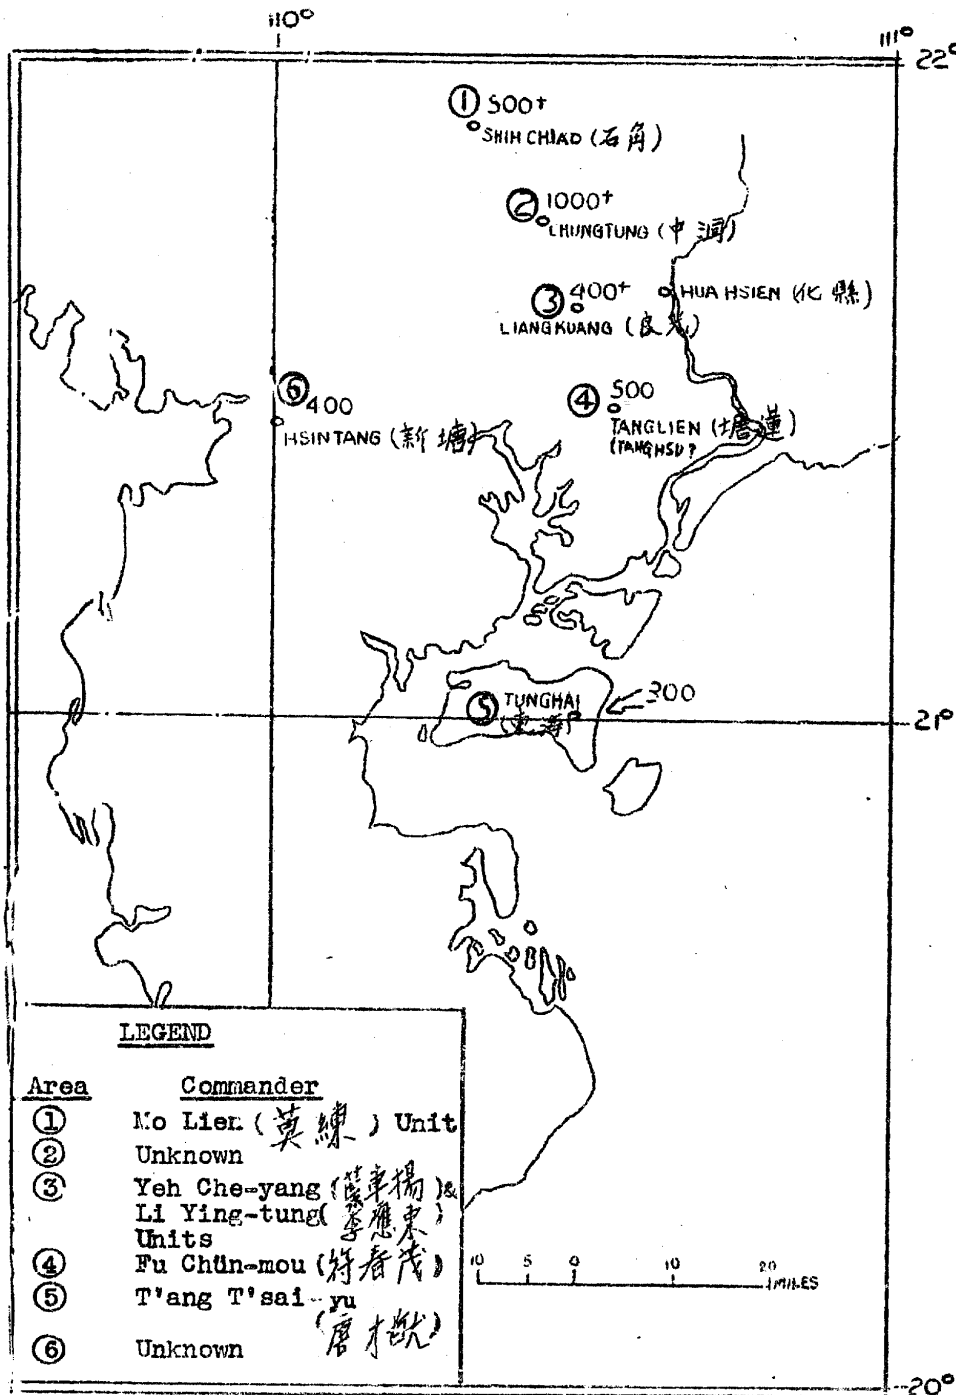 110°
111°
22°
① 500+
SHIH CHIAO (石角)
② 1000+
CHUNGTUNG (中洞)
③ 400+
HUA HSIEN (化縣)
LIANGKUANG (良光)
⑥ 400
HSINTANG (新塘)
④ 500
TANGLIEN (塘蓮)
(TANGHSU?
⑤ TUNGHAI
(東海)
300
21°
LEGEND
Area Commander
① Mo Lien (莫練) Unit
② Unknown
③ Yeh Che-yang (葉車揚) &
Li Ying-tung (李應東)
Units
④ Fu Chün-mou (符春茂)
⑤ T'ang T'sai-yu
(唐才猷)
⑥ Unknown
10 5 0 10 20
MILES
20°